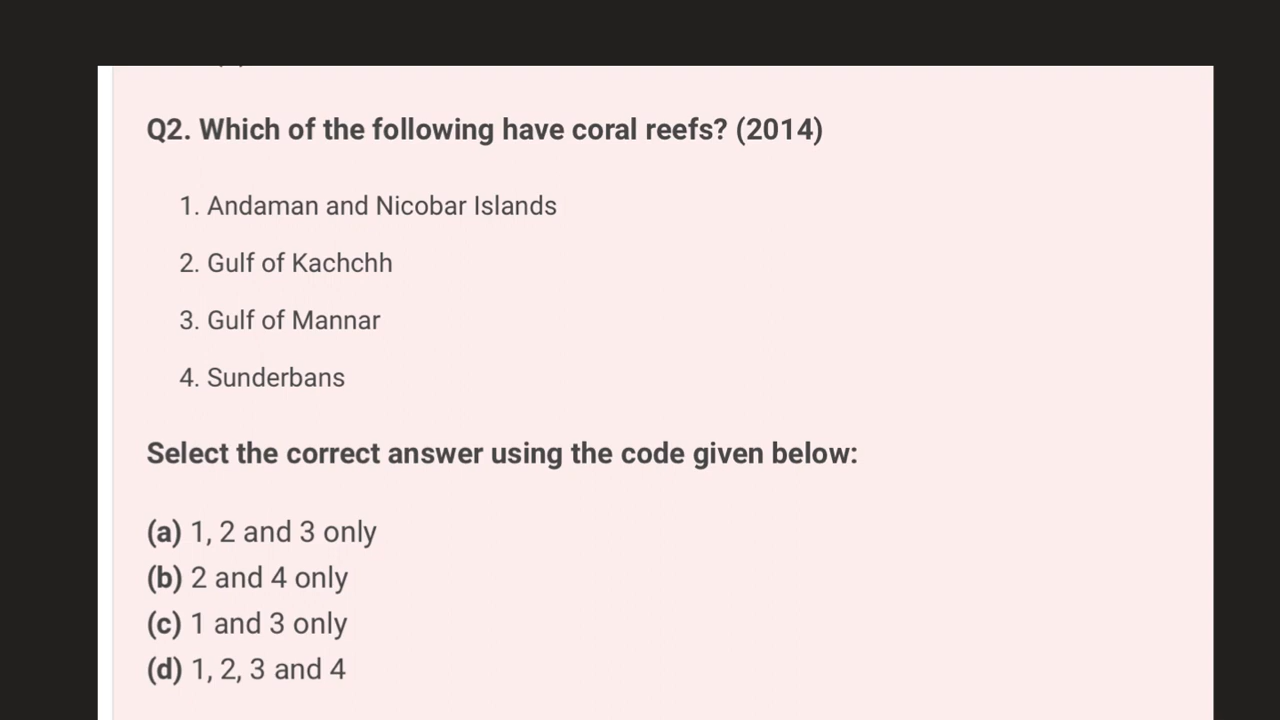 Q2. Which of the following have coral reefs? (2014)
1. Andaman and Nicobar Islands
2. Gulf of Kachchh
3. Gulf of Mannar
4. Sunderbans
Select the correct answer using the code given below:
(a) 1, 2 and 3 only
(b) 2 and 4 only
(c) 1 and 3 only
(d) 1, 2, 3 and 4